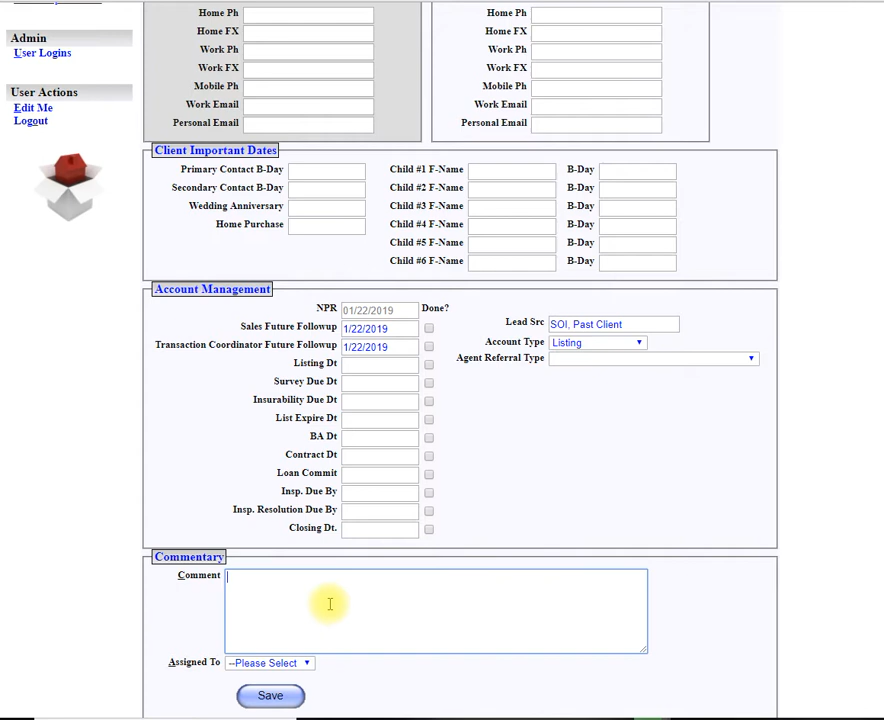 Admin
User Logins
User Actions
Edit Me
Logout
Home Ph
Home FX
Work Ph
Work FX
Mobile Ph
Work Email
Personal Email
Home Ph
Home FX
Work Ph
Work FX
Mobile Ph
Work Email
Personal Email
Client Important Dates
Primary Contact B-Day
Secondary Contact B-Day
Wedding Anniversary
Home Purchase
Child #1 F-Name B-Day
Child #2 F-Name B-Day
Child #3 F-Name B-Day
Child #4 F-Name B-Day
Child #5 F-Name B-Day
Child #6 F-Name B-Day
Account Management
NPR 01/22/2019 Done?
Sales Future Followup 1/22/2019
Transaction Coordinator Future Followup 1/22/2019
Listing Dt
Survey Due Dt
Insurability Due Dt
List Expire Dt
BA Dt
Contract Dt
Loan Commit
Insp. Due By
Insp. Resolution Due By
Closing Dt.
Lead Src SOI, Past Client
Account Type Listing
Agent Referral Type
Commentary
Comment
Assigned To --Please Select
Save